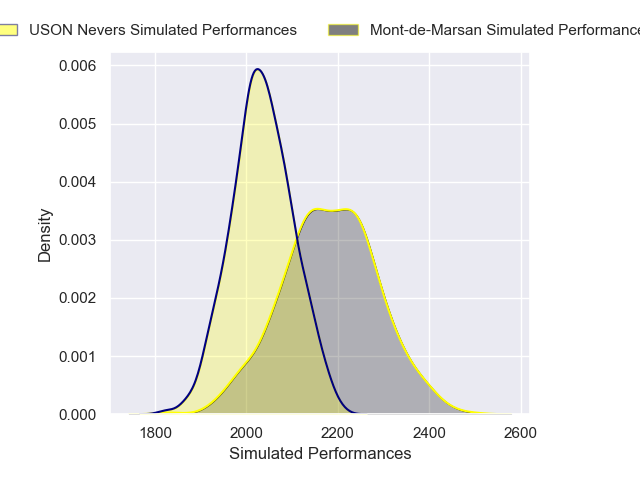 USON Nevers Simulated Performances
Mont-de-Marsan Simulated Performance
0.006
0.005
0.004
0.003
0.002
0.001
0.000
Density
1800 2000 2200 2400 2600
Simulated Performances